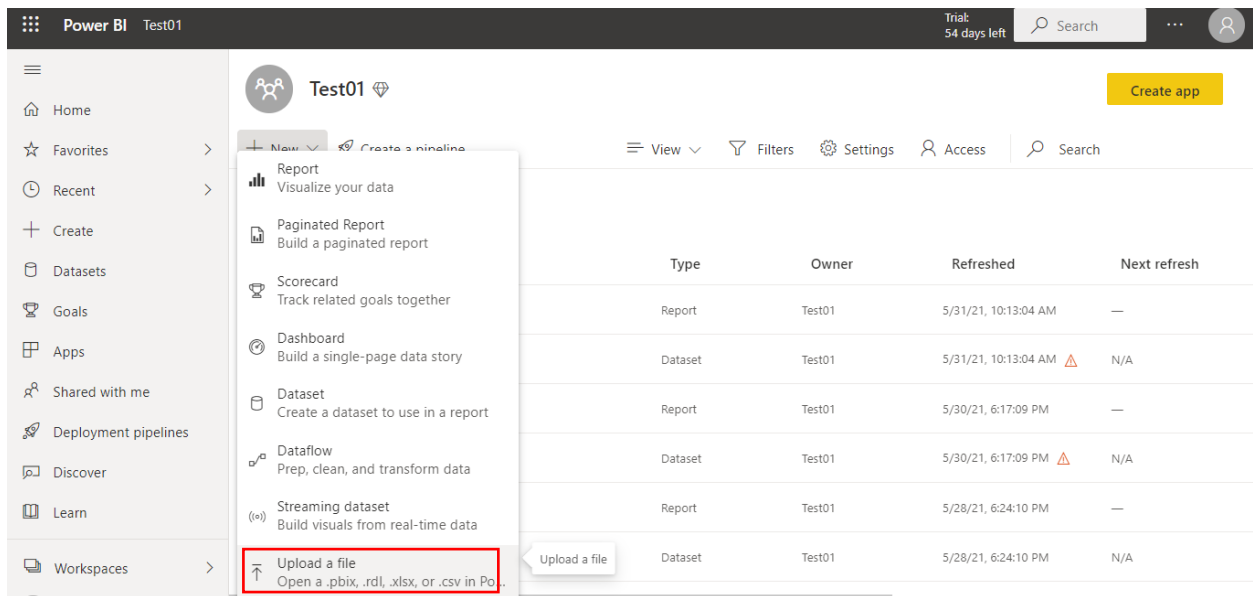 Power BI Test01
Trial:
54 days left
Search
Test01
Create app
Home
Favorites
Recent
Create
Datasets
Goals
Apps
Shared with me
Deployment pipelines
Discover
Learn
Workspaces
New
Create a pipeline
View
Filters
Settings
Access
Search
Report
Visualize your data
Paginated Report
Build a paginated report
Scorecard
Track related goals together
Dashboard
Build a single-page data story
Dataset
Create a dataset to use in a report
Dataflow
Prep, clean, and transform data
Streaming dataset
Build visuals from real-time data
Upload a file
Open a .pbix, .rdl, .xlsx, or .csv in Po...
Upload a file
Type Owner Refreshed Next refresh
Report Test01 5/31/21, 10:13:04 AM —
Dataset Test01 5/31/21, 10:13:04 AM N/A
Report Test01 5/30/21, 6:17:09 PM —
Dataset Test01 5/30/21, 6:17:09 PM N/A
Report Test01 5/28/21, 6:24:10 PM —
Dataset Test01 5/28/21, 6:24:10 PM N/A